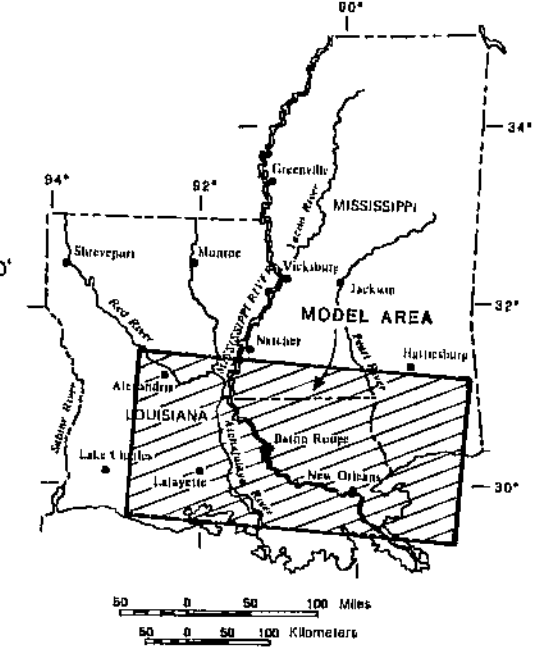 90°
34°
94°
92°
Greenville
Yazoo River
MISSISSIPPI
Shreveport
Monroe
0°
Vicksburg
Jackson
MISSISSIPPI RIVER
32°
MODEL AREA
Red River
Natchez
Pearl River
Hattiesburg
Alexandria
LOUISIANA
Sabine River
Atchafalaya River
Baton Rouge
Lake Charles
Lafayette
New Orleans
30°
50 0 50 100 Miles
50 0 50 100 Kilometers